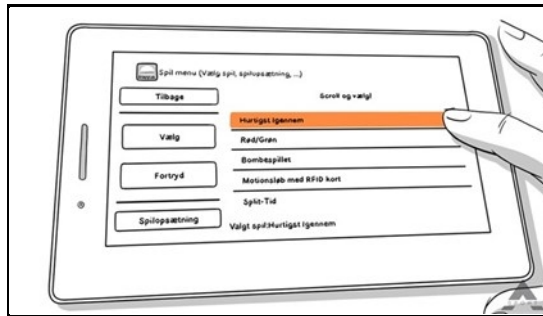 Spil menu (Vælg spil, spilopsætning, ...)
Tilbage
Scroll og vælg!
Vælg
Fortryd
Spilopsætning
Hurtigst Igennem
Rød/Grøn
Bombespillet
Motionsløb med RFID kort
Split-Tid
Valgt spil:Hurtigst Igennem